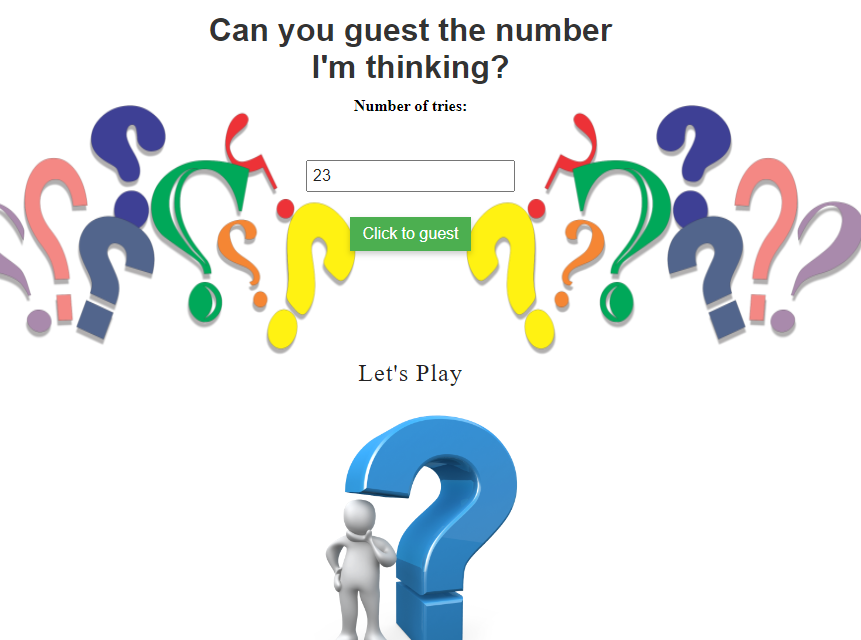 Can you guest the number
I'm thinking?
Number of tries:
23
Click to guest
Let's Play